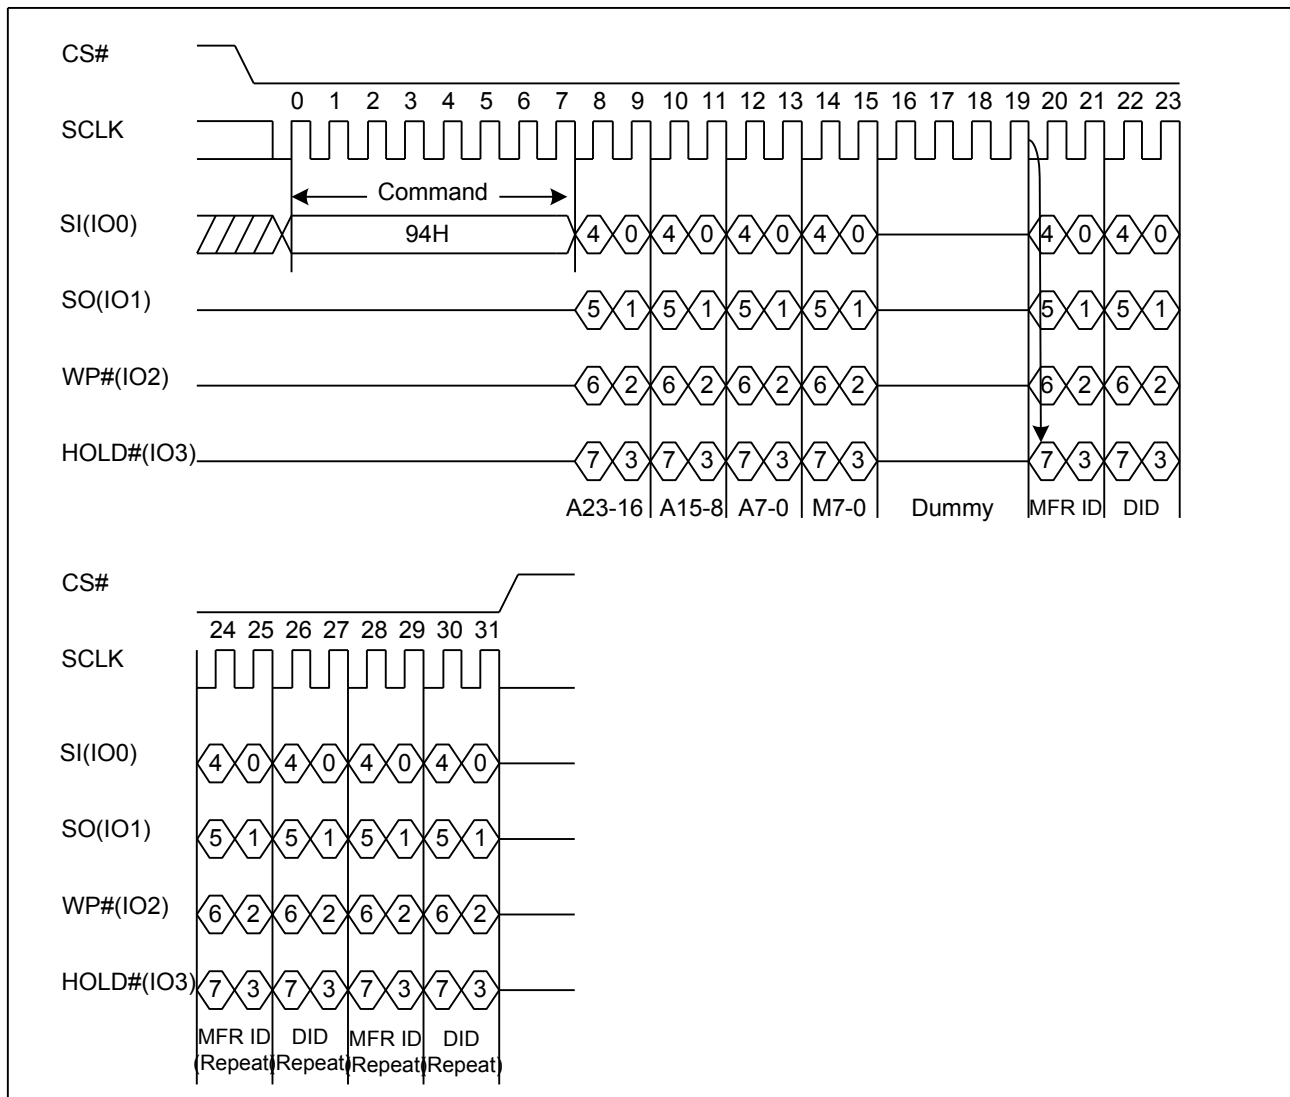 CS#
0 1 2 3 4 5 6 7 8 9 10 11 12 13 14 15 16 17 18 19 20 21 22 23
SCLK
Command
SI(IO0) 94H 4 0 4 0 4 0 4 0 4 0 4 0
SO(IO1) 5 1 5 1 5 1 5 1 5 1 5 1
WP#(IO2) 6 2 6 2 6 2 6 2 6 2 6 2
HOLD#(IO3) 7 3 7 3 7 3 7 3 7 3 7 3
A23-16 A15-8 A7-0 M7-0 Dummy MFR ID DID
CS#
24 25 26 27 28 29 30 31
SCLK
SI(IO0) 4 0 4 0 4 0 4 0
SO(IO1) 5 1 5 1 5 1 5 1
WP#(IO2) 6 2 6 2 6 2 6 2
HOLD#(IO3) 7 3 7 3 7 3 7 3
MFR ID DID MFR ID DID
(Repeat) (Repeat) (Repeat) (Repeat)